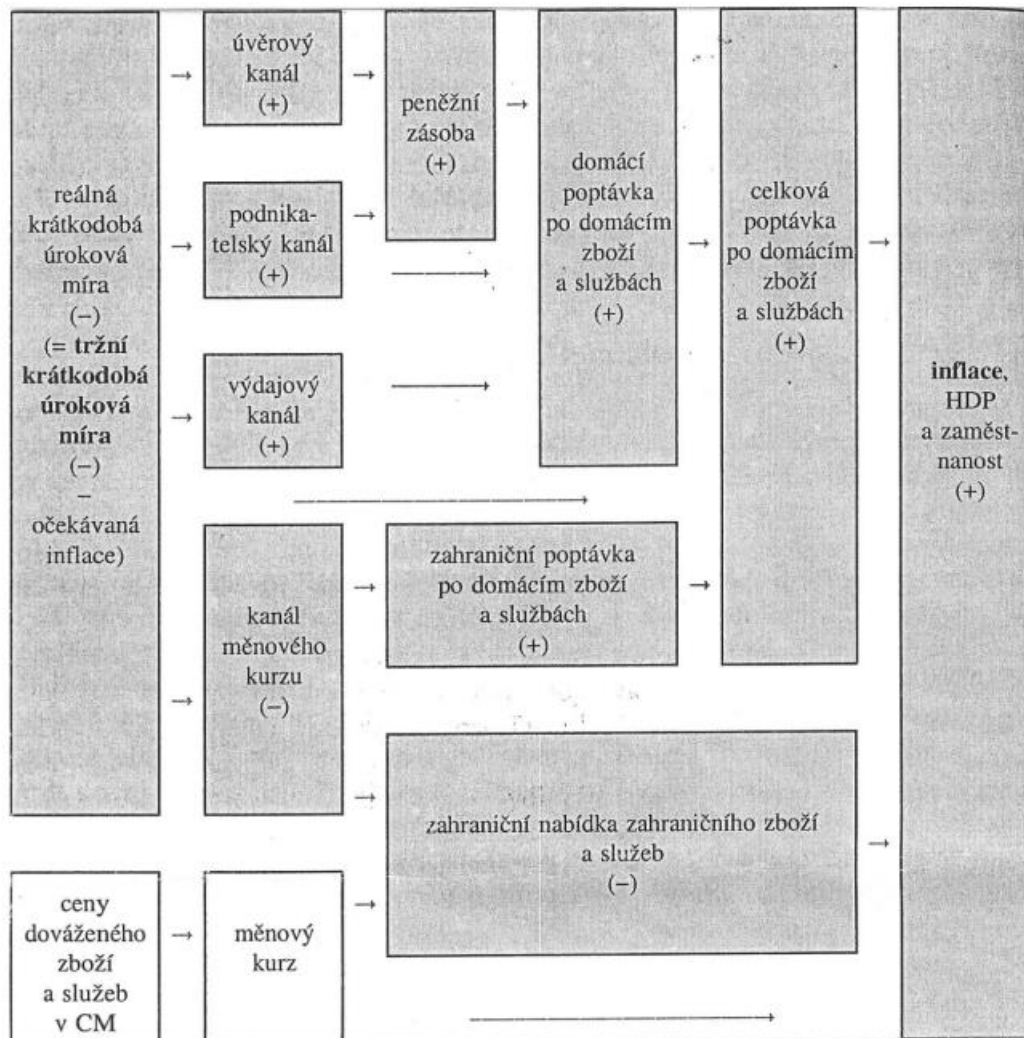 reálná
krátkodobá
úroková
míra
(–)
(= tržní
krátkodobá
úroková
míra
(–)
–
očekávaná
inflace)
úvěrový
kanál
(+)
podnika-
telský kanál
(+)
výdajový
kanál
(+)
kanál
měnového
kurzu
(–)
peněžní
zásoba
(+)
domácí
poptávka
po domácím
zboží
a službách
(+)
zahraniční poptávka
po domácím zboží
a službách
(+)
celková
poptávka
po domácím
zboží
a službách
(+)
zahraniční nabídka zahraničního zboží
a služeb
(–)
inflace,
HDP
a zaměst-
nanost
(+)
ceny
dováženého
zboží
a služeb
v CM
měnový
kurz